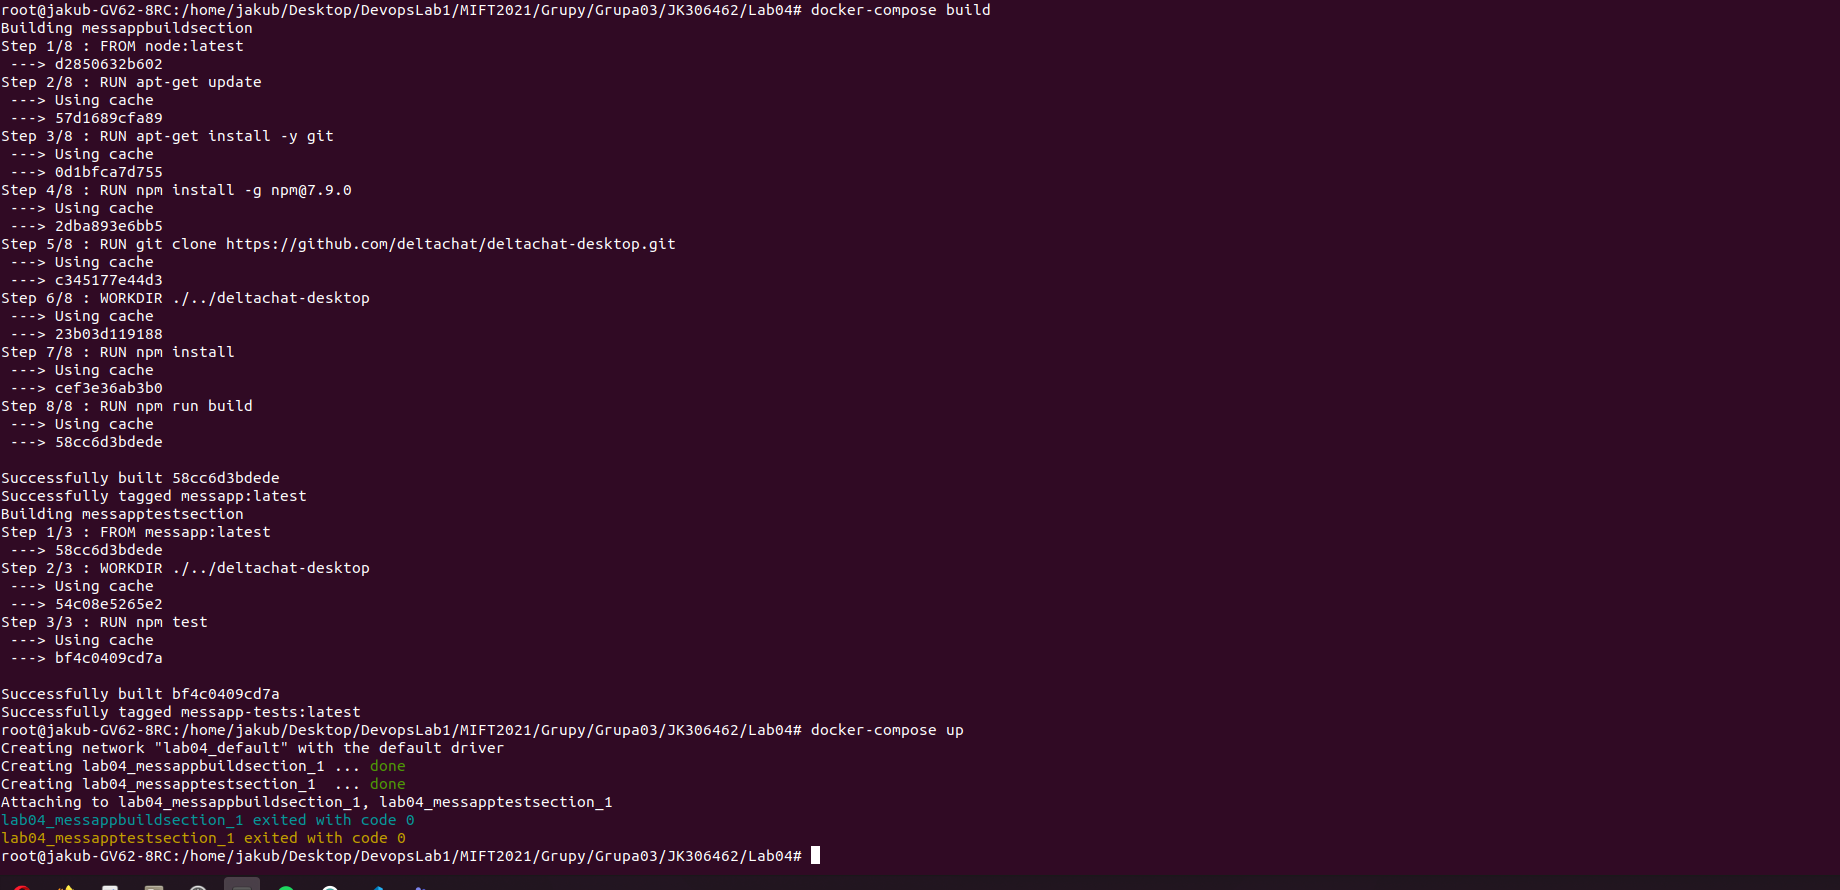 root@jakub-GV62-8RC:/home/jakub/Desktop/DevopsLab1/MIFT2021/Grupy/Grupa03/JK306462/Lab04# docker-compose build
Building messappbuildsection
Step 1/8 : FROM node:latest
 ---> d2850632b602
Step 2/8 : RUN apt-get update
 ---> Using cache
 ---> 57d1689cfa89
Step 3/8 : RUN apt-get install -y git
 ---> Using cache
 ---> 0d1bfca7d755
Step 4/8 : RUN npm install -g npm@7.9.0
 ---> Using cache
 ---> 2dba893e6bb5
Step 5/8 : RUN git clone https://github.com/deltachat/deltachat-desktop.git
 ---> Using cache
 ---> c345177e44d3
Step 6/8 : WORKDIR ./../deltachat-desktop
 ---> Using cache
 ---> 23b03d119188
Step 7/8 : RUN npm install
 ---> Using cache
 ---> cef3e36ab3b0
Step 8/8 : RUN npm run build
 ---> Using cache
 ---> 58cc6d3bdede

Successfully built 58cc6d3bdede
Successfully tagged messapp:latest
Building messapptestsection
Step 1/3 : FROM messapp:latest
 ---> 58cc6d3bdede
Step 2/3 : WORKDIR ./../deltachat-desktop
 ---> Using cache
 ---> 54c08e5265e2
Step 3/3 : RUN npm test
 ---> Using cache
 ---> bf4c0409cd7a

Successfully built bf4c0409cd7a
Successfully tagged messapp-tests:latest
root@jakub-GV62-8RC:/home/jakub/Desktop/DevopsLab1/MIFT2021/Grupy/Grupa03/JK306462/Lab04# docker-compose up
Creating network "lab04_default" with the default driver
Creating lab04_messappbuildsection_1 ... done
Creating lab04_messapptestsection_1  ... done
Attaching to lab04_messappbuildsection_1, lab04_messapptestsection_1
lab04_messappbuildsection_1 exited with code 0
lab04_messapptestsection_1 exited with code 0
root@jakub-GV62-8RC:/home/jakub/Desktop/DevopsLab1/MIFT2021/Grupy/Grupa03/JK306462/Lab04#